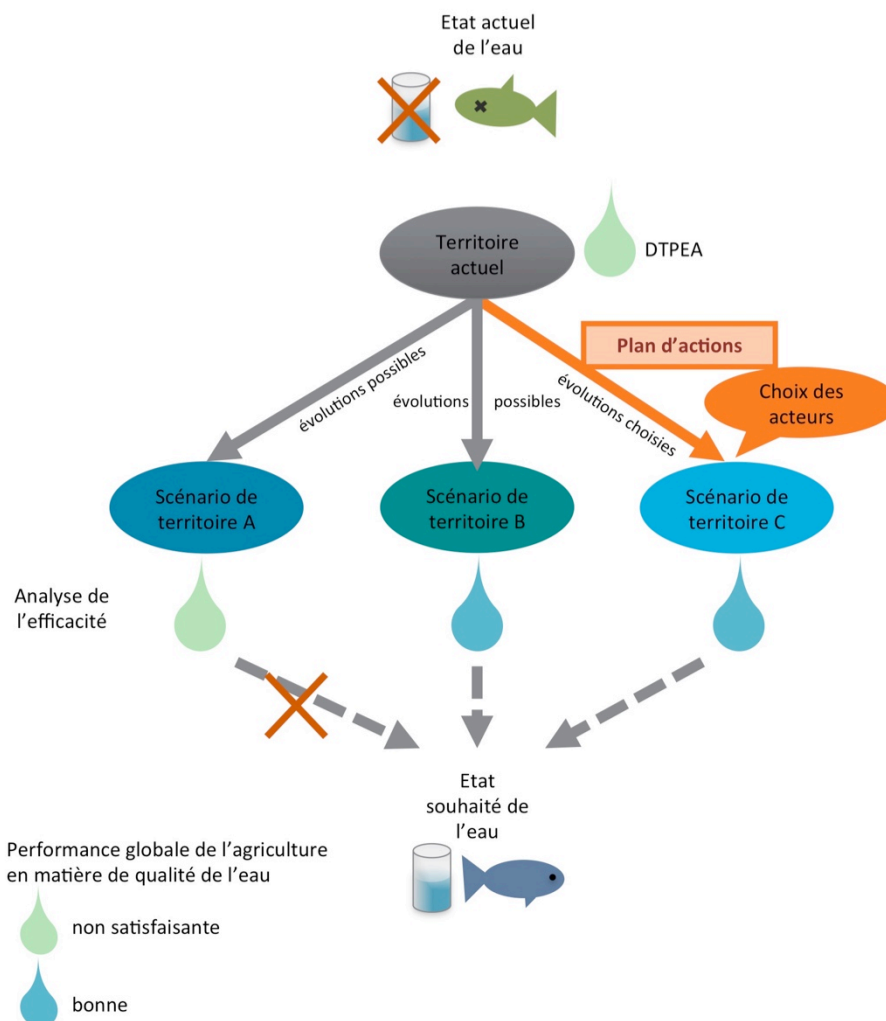 Etat actuel
de l'eau
Territoire
actuel
DTPEA
Plan d'actions
Choix des
acteurs
évolutions possibles
évolutions possibles
évolutions choisies
Scénario de
territoire A
Scénario de
territoire B
Scénario de
territoire C
Analyse de
l'efficacité
Etat
souhaité de
l'eau
Performance globale de l'agriculture
en matière de qualité de l'eau
non satisfaisante
bonne